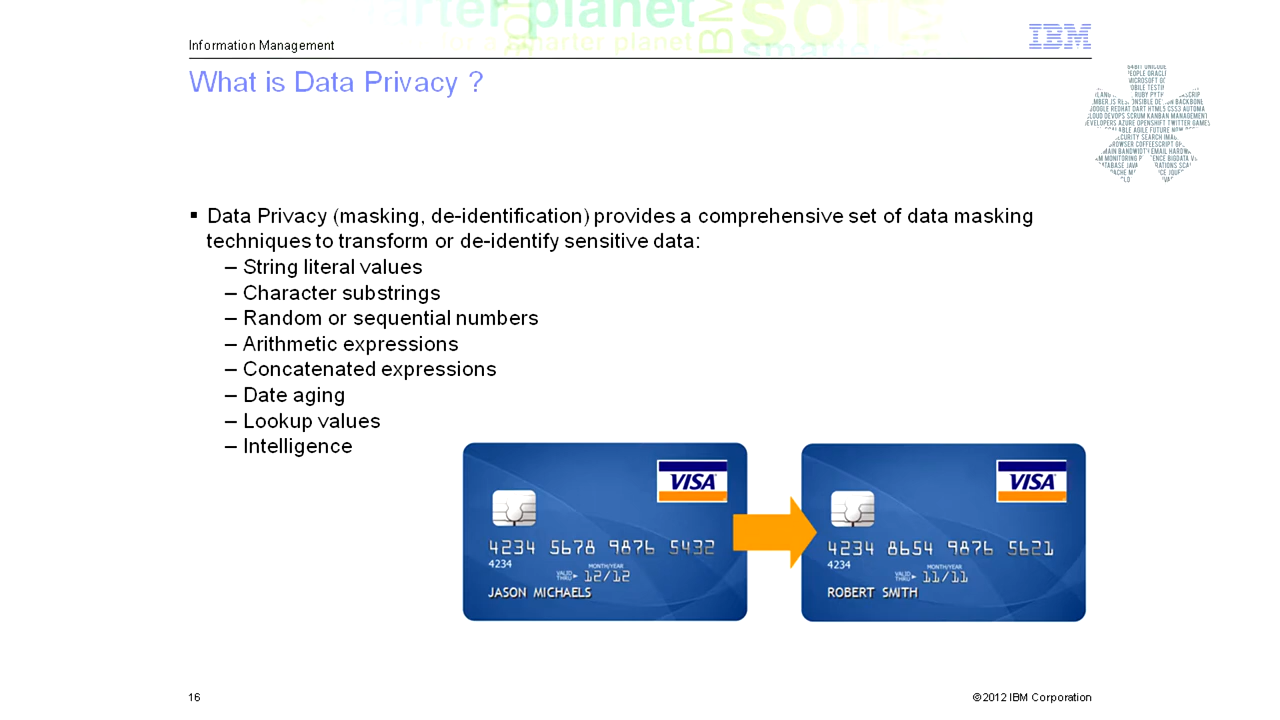 smarter planet
IBM
Soft
Information Management
IBM
What is Data Privacy ?
▪ Data Privacy (masking, de-identification) provides a comprehensive set of data masking
techniques to transform or de-identify sensitive data:
– String literal values
– Character substrings
– Random or sequential numbers
– Arithmetic expressions
– Concatenated expressions
– Date aging
– Lookup values
– Intelligence
VISA
4234 5678 9876 5432
4234
MONTH/YEAR
VALID
THRU
12/12
JASON MICHAELS
VISA
4234 8654 9876 5621
4234
MONTH/YEAR
VALID
THRU
11/11
ROBERT SMITH
16
©2012 IBM Corporation